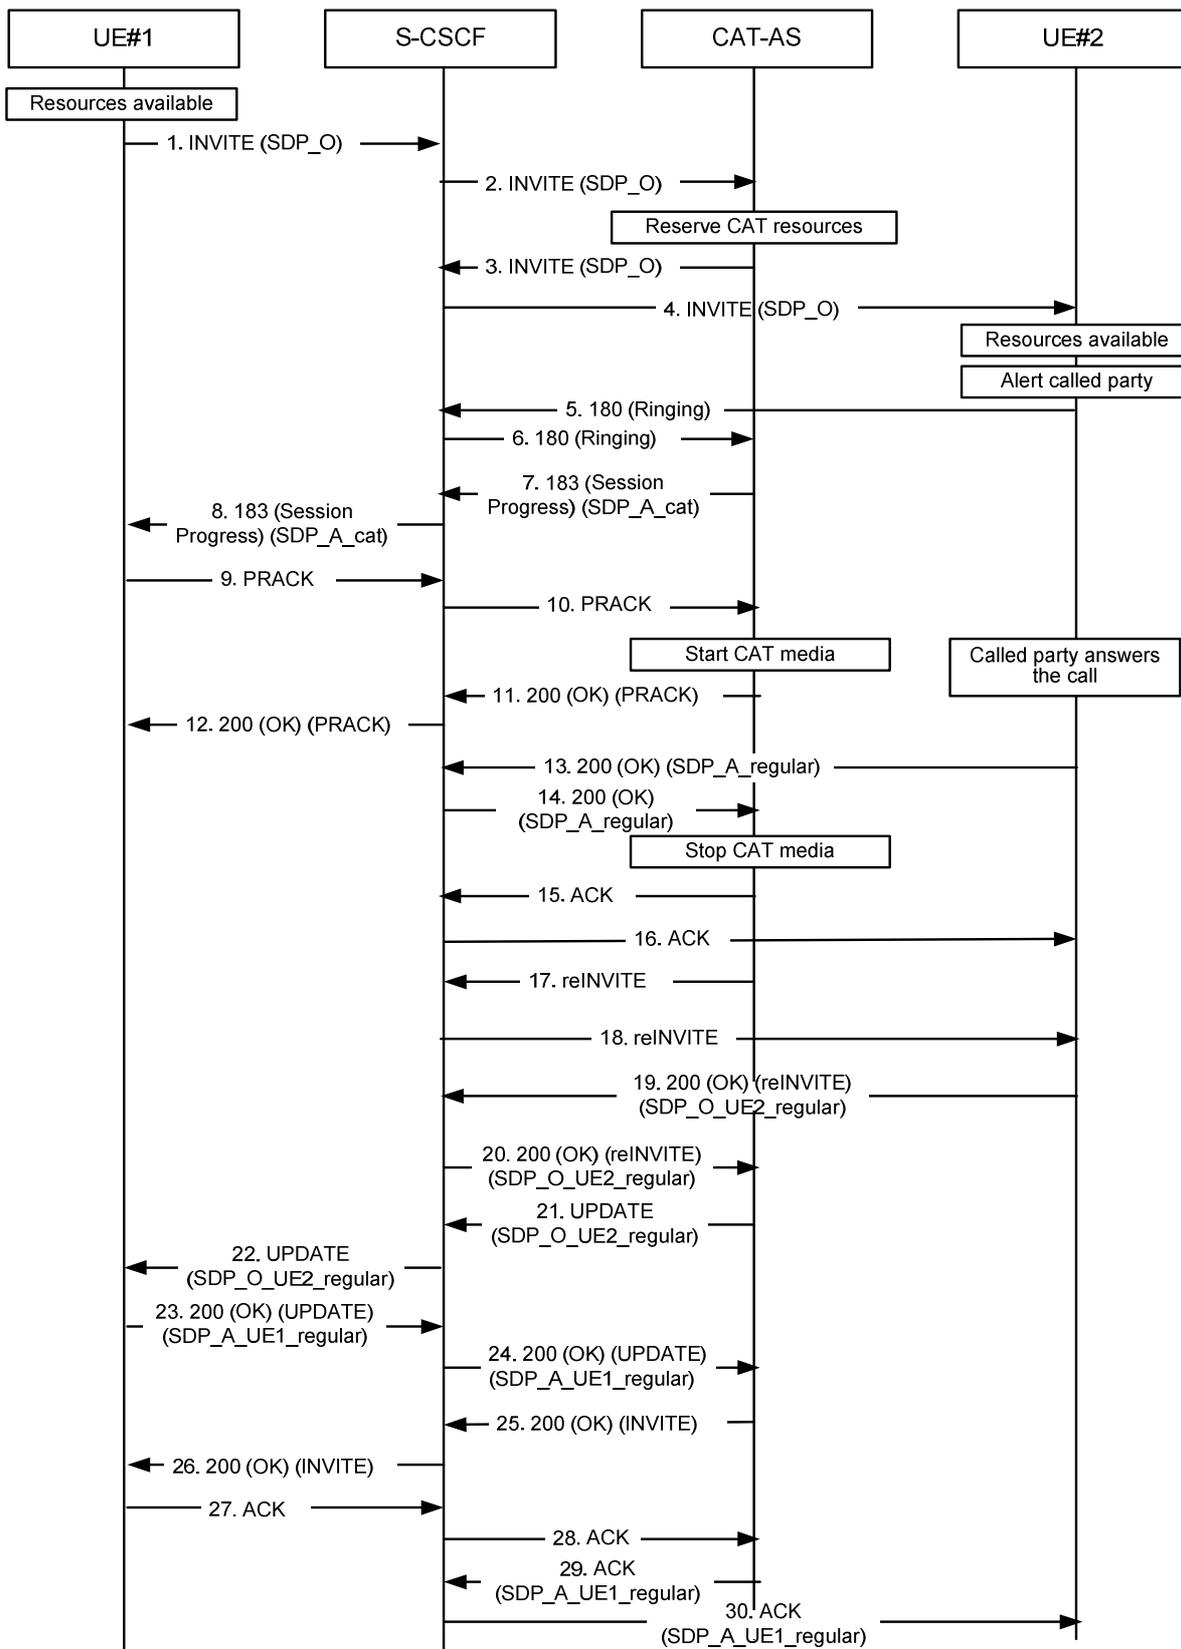 UE#1
S-CSCF
CAT-AS
UE#2
Resources available
1. INVITE (SDP_O)
2. INVITE (SDP_O)
Reserve CAT resources
3. INVITE (SDP_O)
4. INVITE (SDP_O)
Resources available
Alert called party
5. 180 (Ringing)
6. 180 (Ringing)
7. 183 (Session
Progress) (SDP_A_cat)
8. 183 (Session
Progress) (SDP_A_cat)
9. PRACK
10. PRACK
Start CAT media
Called party answers
the call
11. 200 (OK) (PRACK)
12. 200 (OK) (PRACK)
13. 200 (OK) (SDP_A_regular)
14. 200 (OK)
(SDP_A_regular)
Stop CAT media
15. ACK
16. ACK
17. reINVITE
18. reINVITE
19. 200 (OK) (reINVITE)
(SDP_O_UE2_regular)
20. 200 (OK) (reINVITE)
(SDP_O_UE2_regular)
21. UPDATE
(SDP_O_UE2_regular)
22. UPDATE
(SDP_O_UE2_regular)
23. 200 (OK) (UPDATE)
(SDP_A_UE1_regular)
24. 200 (OK) (UPDATE)
(SDP_A_UE1_regular)
25. 200 (OK) (INVITE)
26. 200 (OK) (INVITE)
27. ACK
28. ACK
29. ACK
(SDP_A_UE1_regular)
30. ACK
(SDP_A_UE1_regular)